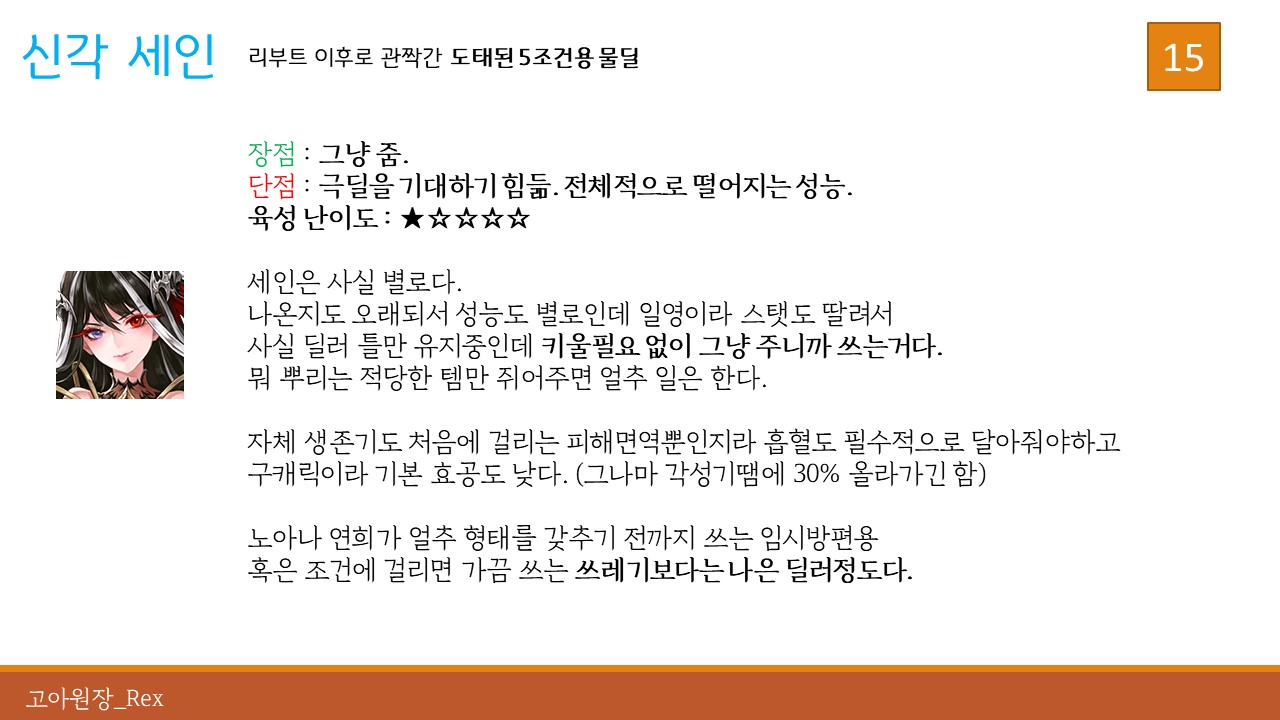 신각 세인
리부트 이후로 관짝간 도태된 5조건용 물딜
15
장점 : 그냥 줌.
단점 : 극딜을 기대하기 힘듦. 전체적으로 떨어지는 성능.
육성 난이도 : ★☆☆☆☆
세인은 사실 별로다.
나온지도 오래되서 성능도 별로인데 일영이라 스탯도 딸려서
사실 딜러 틀만 유지중인데 키울필요 없이 그냥 주니까 쓰는거다.
뭐 뿌리는 적당한 템만 쥐어주면 얼추 일은 한다.
자체 생존기도 처음에 걸리는 피해면역뿐인지라 흡혈도 필수적으로 달아줘야하고
구캐릭이라 기본 효공도 낮다. (그나마 각성기땜에 30% 올라가긴 함)
노아나 연희가 얼추 형태를 갖추기 전까지 쓰는 임시방편용
혹은 조건에 걸리면 가끔 쓰는 쓰레기보다는 나은 딜러정도다.
고아원장_Rex